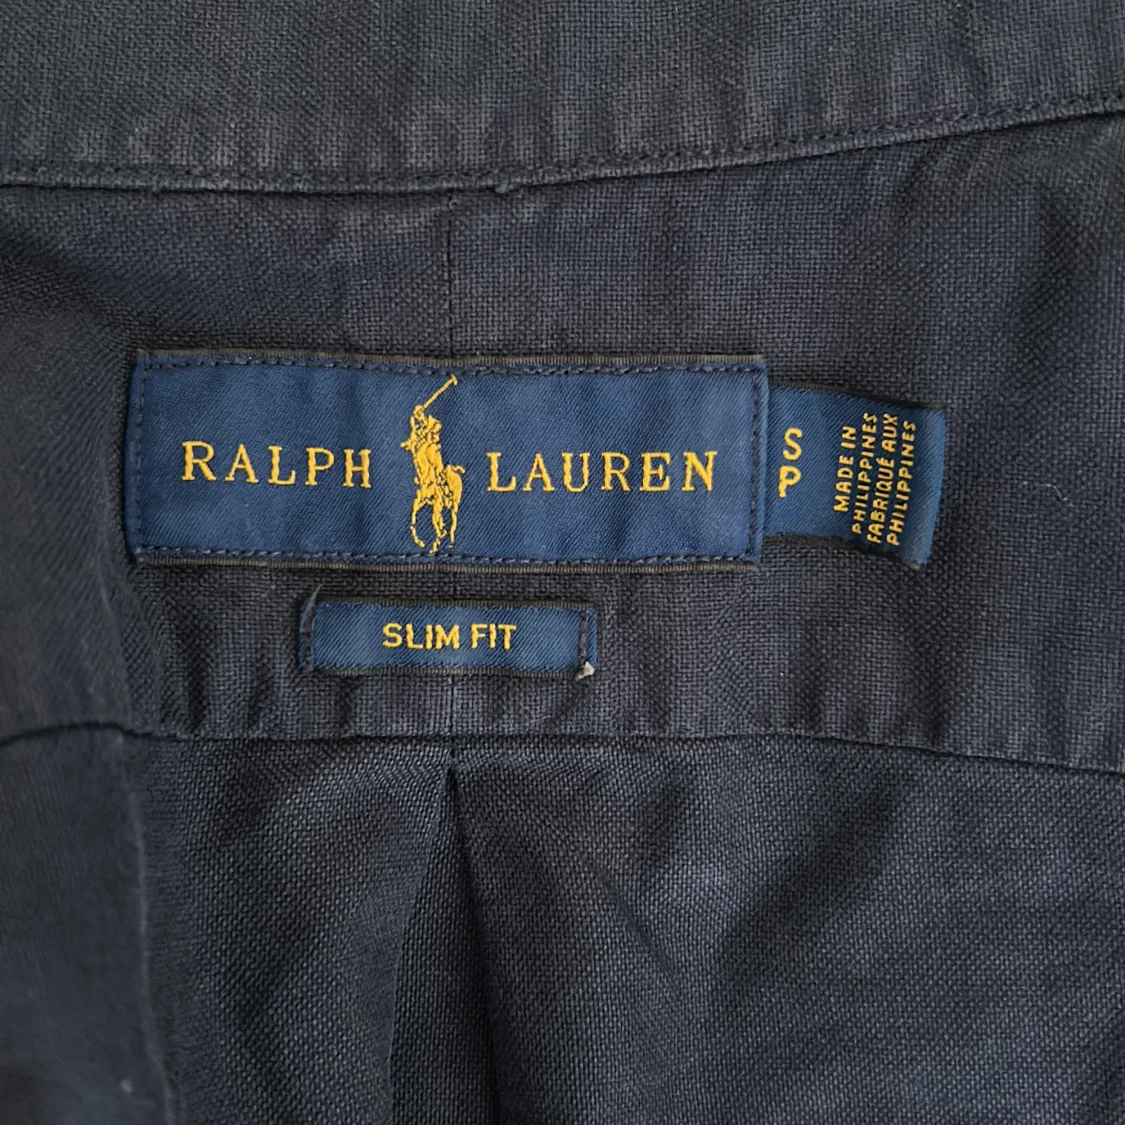 RALPH LAUREN
S
P
MADE IN
PHILIPPINES
FABRIQUÉ AUX
PHILIPPINES
SLIM FIT